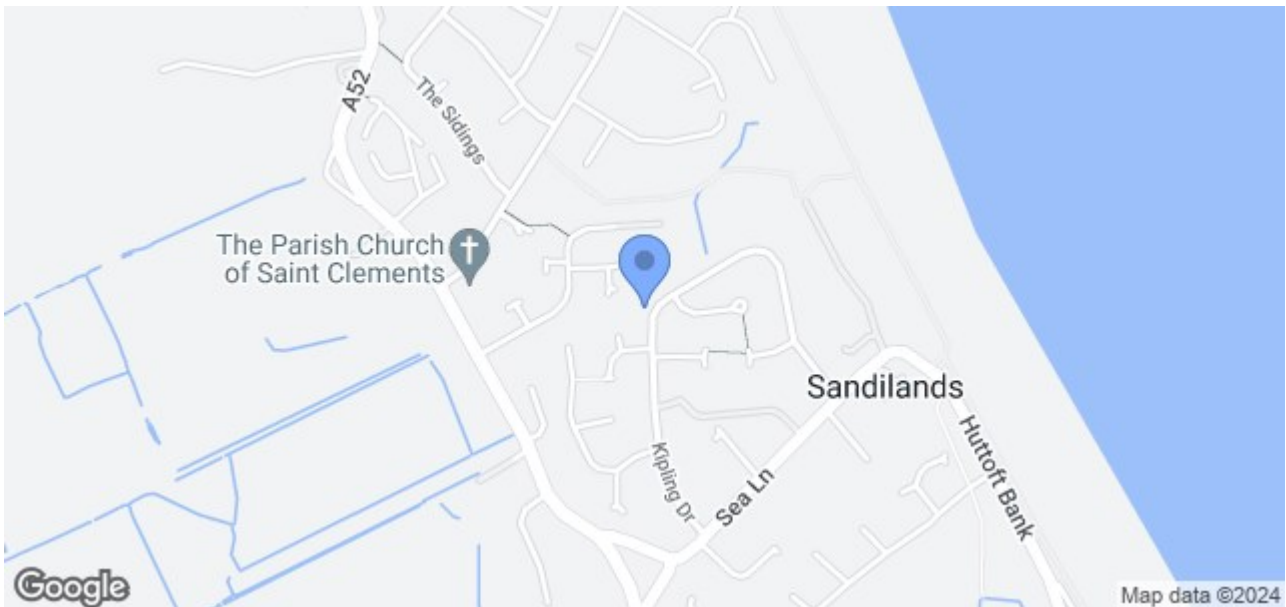 A52
The Sidings
The Parish Church
of Saint Clements
Sandilands
Kipling Dr
Sea Ln
Huttoft Bank
Google
Map data ©2024